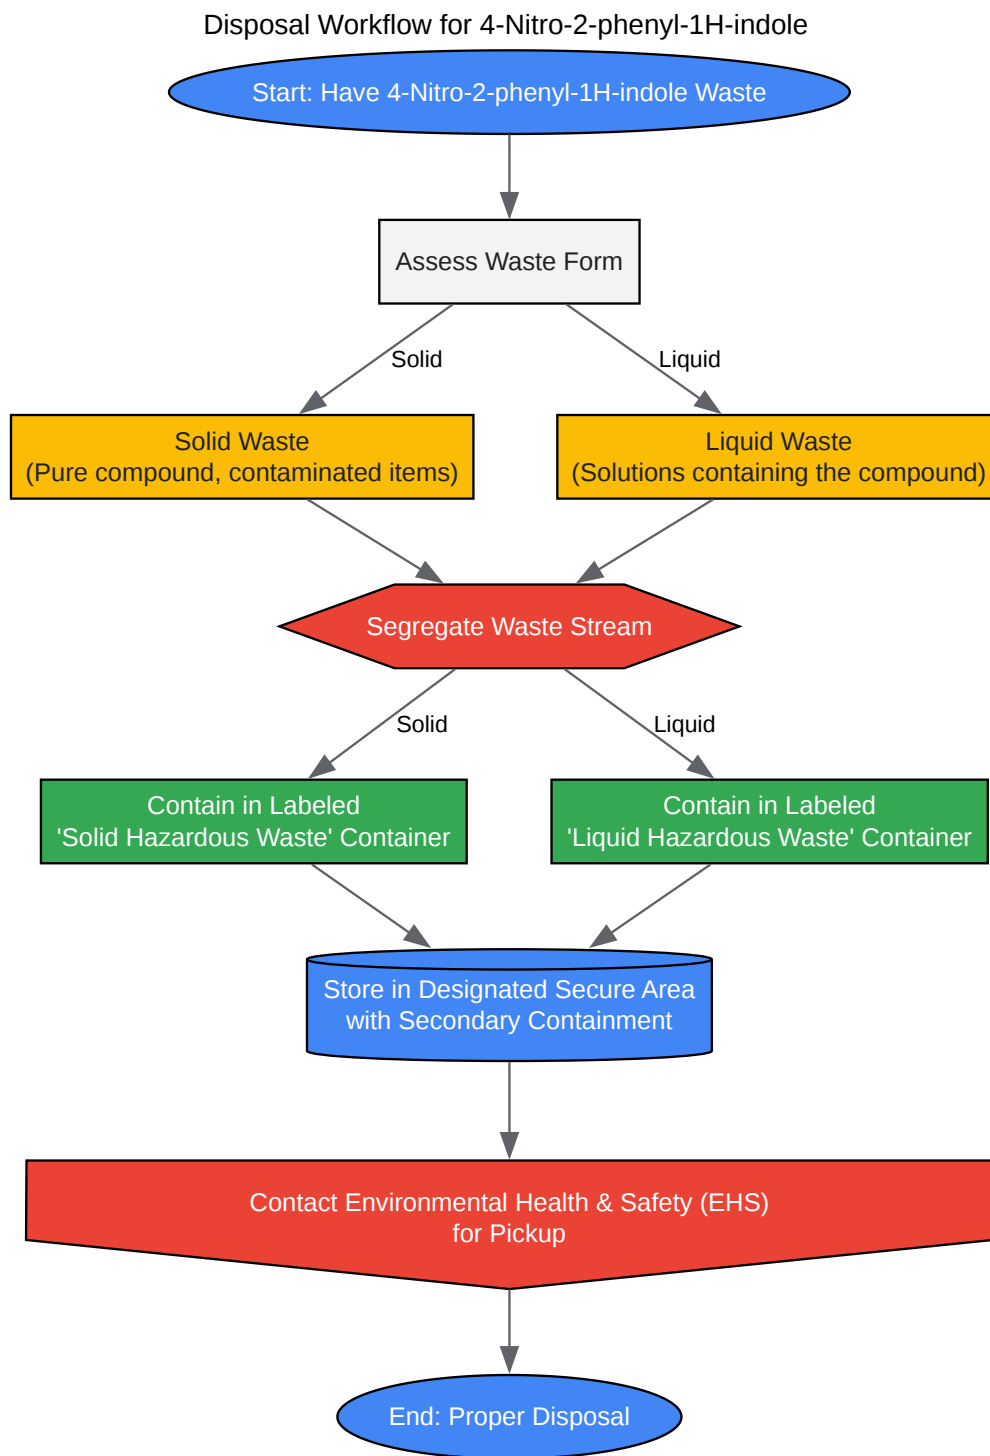 Disposal Workflow for 4-Nitro-2-phenyl-1H-indole
Start: Have 4-Nitro-2-phenyl-1H-indole Waste
Assess Waste Form
Solid
Liquid
Solid Waste
(Pure compound, contaminated items)
Liquid Waste
(Solutions containing the compound)
Segregate Waste Stream
Solid
Liquid
Contain in Labeled
'Solid Hazardous Waste' Container
Contain in Labeled
'Liquid Hazardous Waste' Container
Store in Designated Secure Area
with Secondary Containment
Contact Environmental Health & Safety (EHS)
for Pickup
End: Proper Disposal